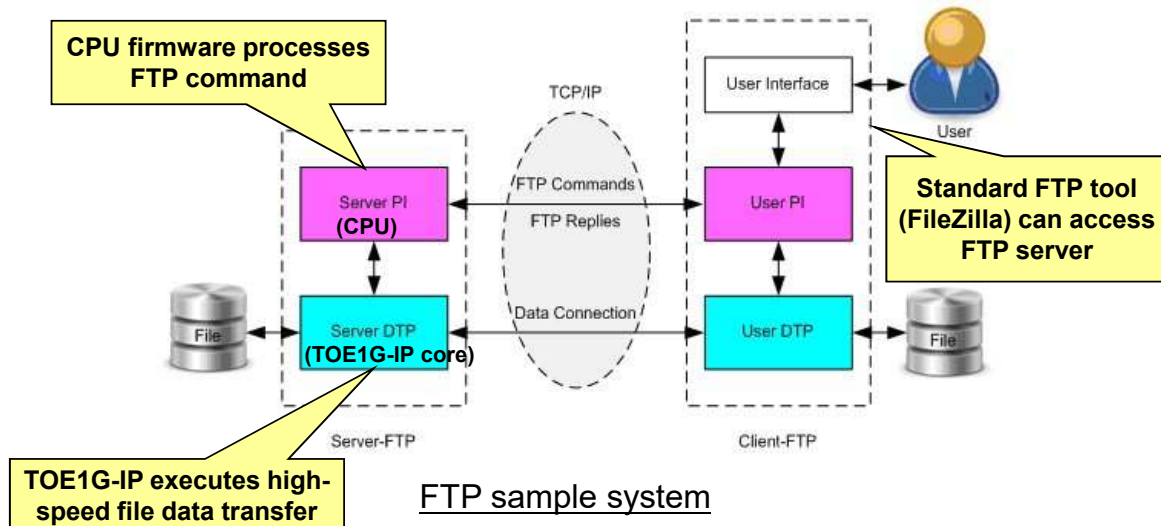 CPU firmware processes
FTP command
TCP/IP
User Interface
User
Server PI
(CPU)
FTP Commands
FTP Replies
User PI
Standard FTP tool
(FileZilla) can access
FTP server
File
Server DTP
(TOE1G-IP core)
Data Connection
User DTP
File
Server-FTP
Client-FTP
TOE1G-IP executes high-
speed file data transfer
FTP sample system